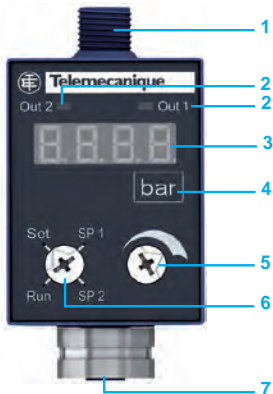 1
Telemecanique
2
Out 2
Out 1
2
8.8.8.8
3
bar
4
Set
SP 1
5
Run
SP 2
6
7